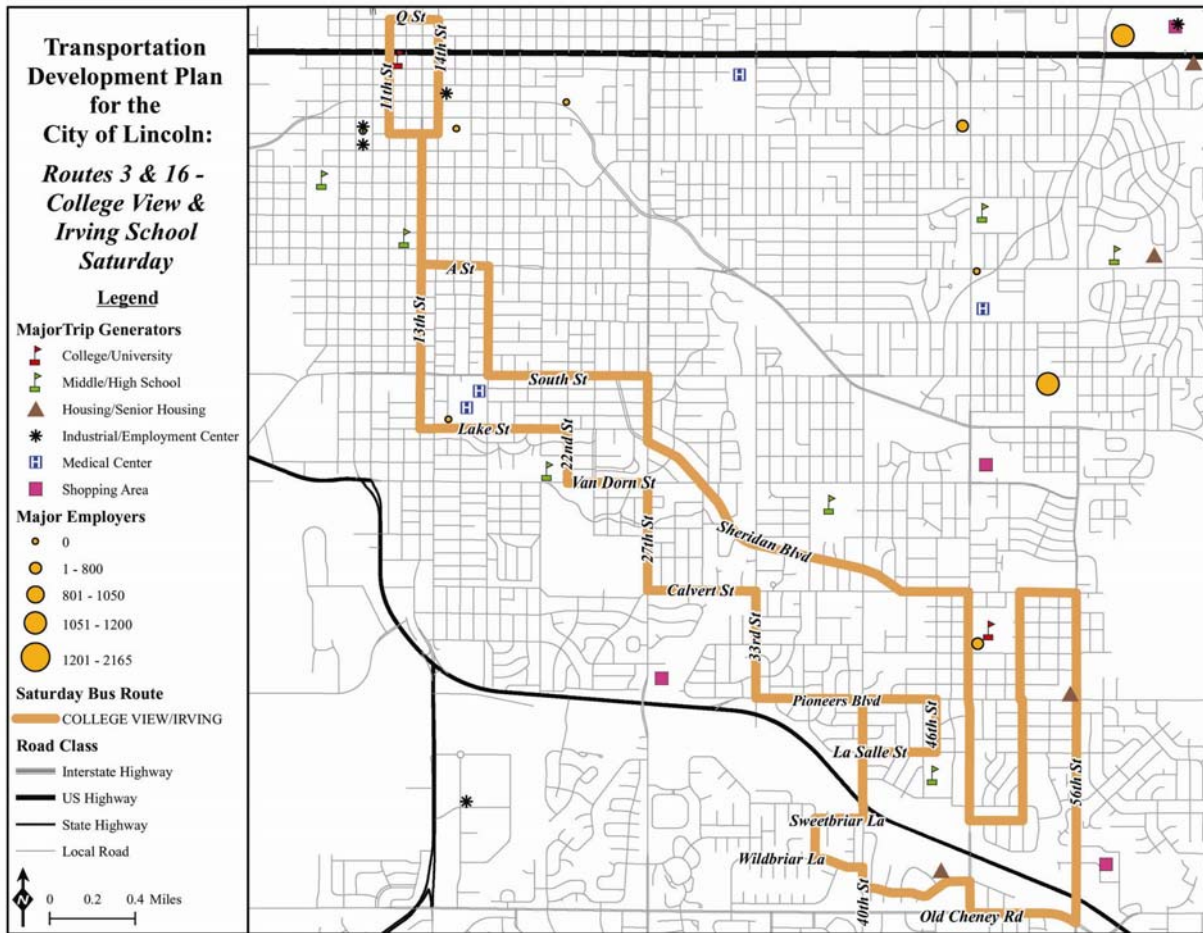 Transportation
Development Plan
for the
City of Lincoln:
Routes 3 & 16 -
College View &
Irving School
Saturday
Legend
MajorTrip Generators
College/University
Middle/High School
Housing/Senior Housing
Industrial/Employment Center
H Medical Center
Shopping Area
Major Employers
0
1 - 800
801 - 1050
1051 - 1200
1201 - 2165
Saturday Bus Route
COLLEGE VIEW/IRVING
Road Class
Interstate Highway
US Highway
State Highway
Local Road
N
0 0.2 0.4 Miles
Q St
14th St
11th St
H
A St
13th St
H
South St
H
H
Lake St
22nd St
Van Dorn St
27th St
Sheridan Blvd
Calvert St
33rd St
Pioneers Blvd
46th St
La Salle St
56th St
Sweetbriar La
Wildbriar La
40th St
Old Cheney Rd